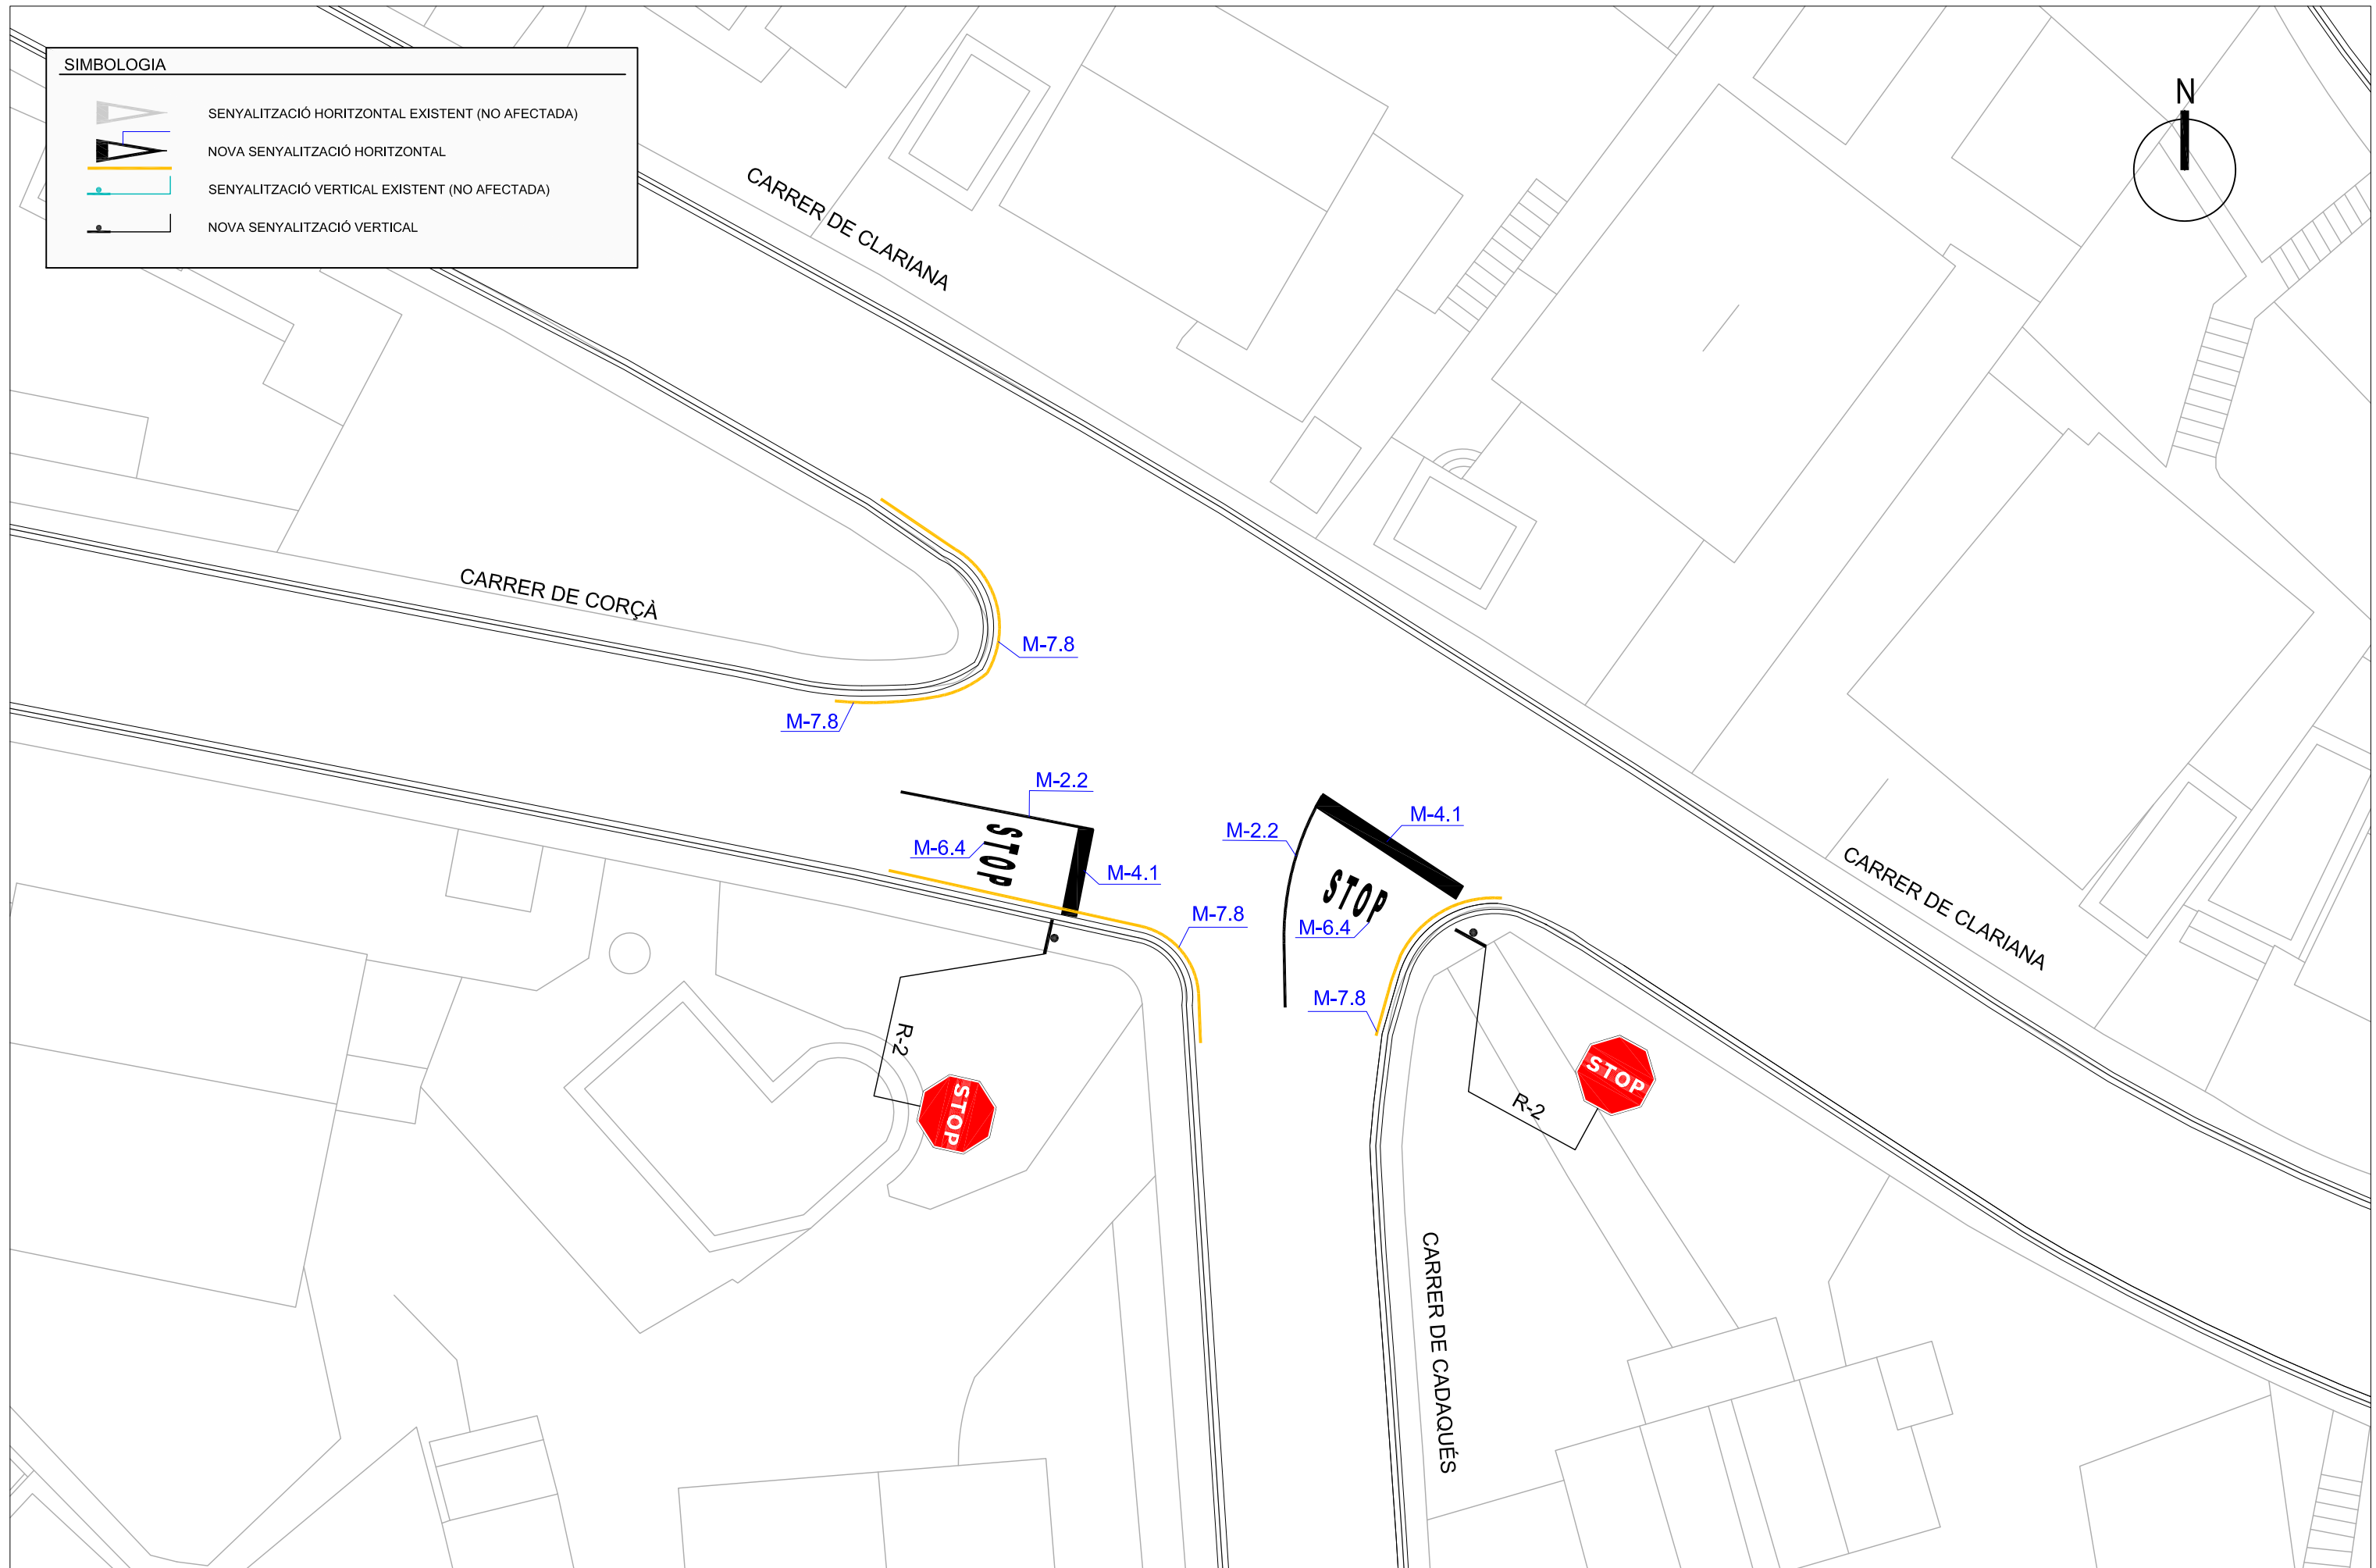 SIMBOLOGIA
SENYALITZACIÓ HORITZONTAL EXISTENT (NO AFECTADA)
NOVA SENYALITZACIÓ HORITZONTAL
SENYALITZACIÓ VERTICAL EXISTENT (NO AFECTADA)
NOVA SENYALITZACIÓ VERTICAL
N
CARRER DE CLARIANA
CARRER DE CORÇÀ
M-7.8
M-7.8
M-2.2
M-6.4
STOP
M-4.1
M-7.8
M-2.2
M-4.1
STOP
M-6.4
M-7.8
CARRER DE CLARIANA
R-2
STOP
R-2
STOP
CARRER DE CADAQUÉS